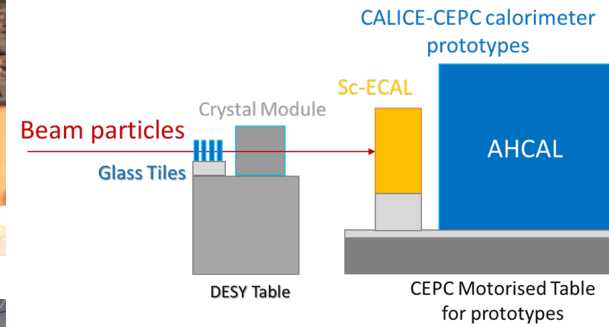 CALICE-CEPC calorimeter
prototypes
Sc-ECAL
Crystal Module
Beam particles
Glass Tiles
AHCAL
DESY Table
CEPC Motorised Table
for prototypes